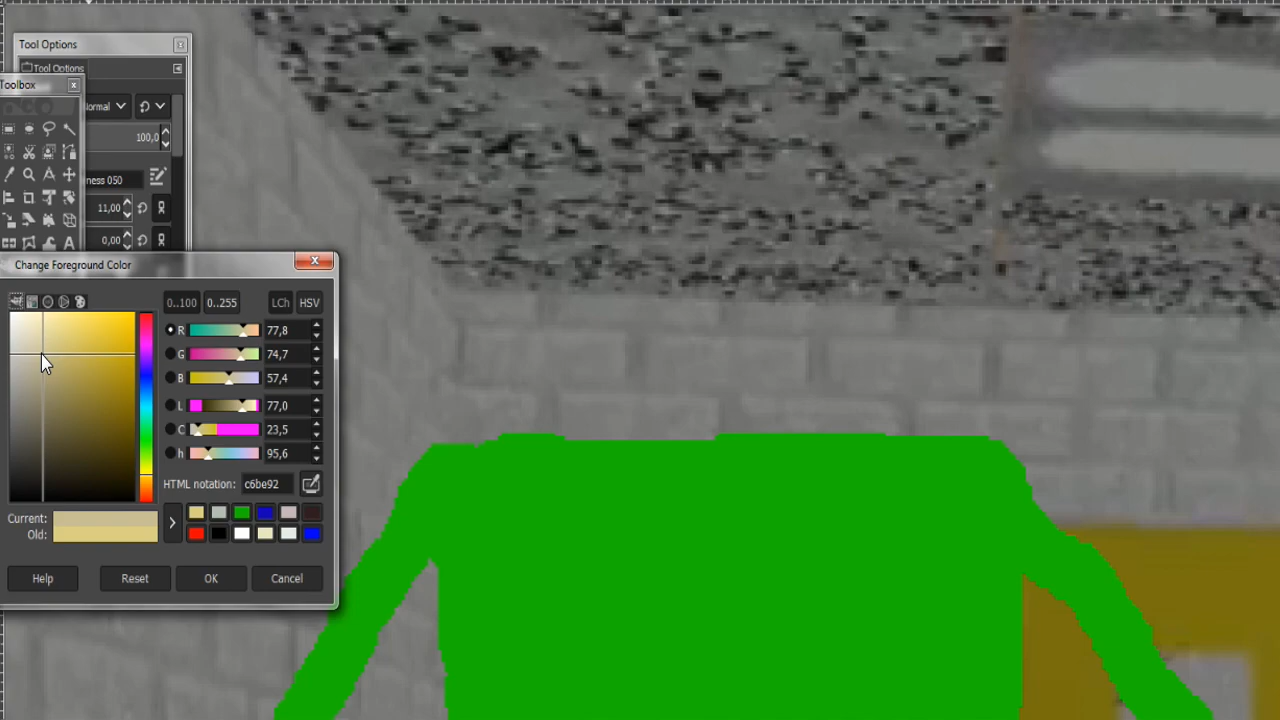 Tool Options
Tool Options
Toolbox
Normal
100,0
ness 050
11,00
0,00
Change Foreground Color
0..100 0..255 LCh HSV
R 77,8
G 74,7
B 57,4
L 77,0
C 23,5
h 95,6
HTML notation: c6be92
Current:
Old:
Help Reset OK Cancel